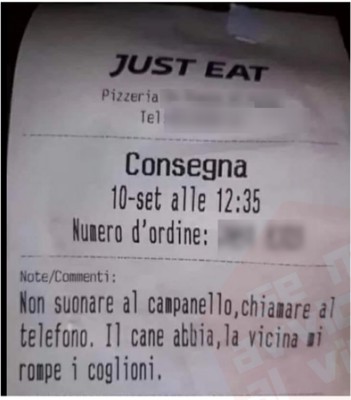 JUST EAT
Pizzeria
Tel
Consegna
10-set alle 12:35
Numero d'ordine:
Note/Commenti:
Non suonare al campanello,chiamare al
telefono. Il cane abbia,la vicina mi
rompe i coglioni.